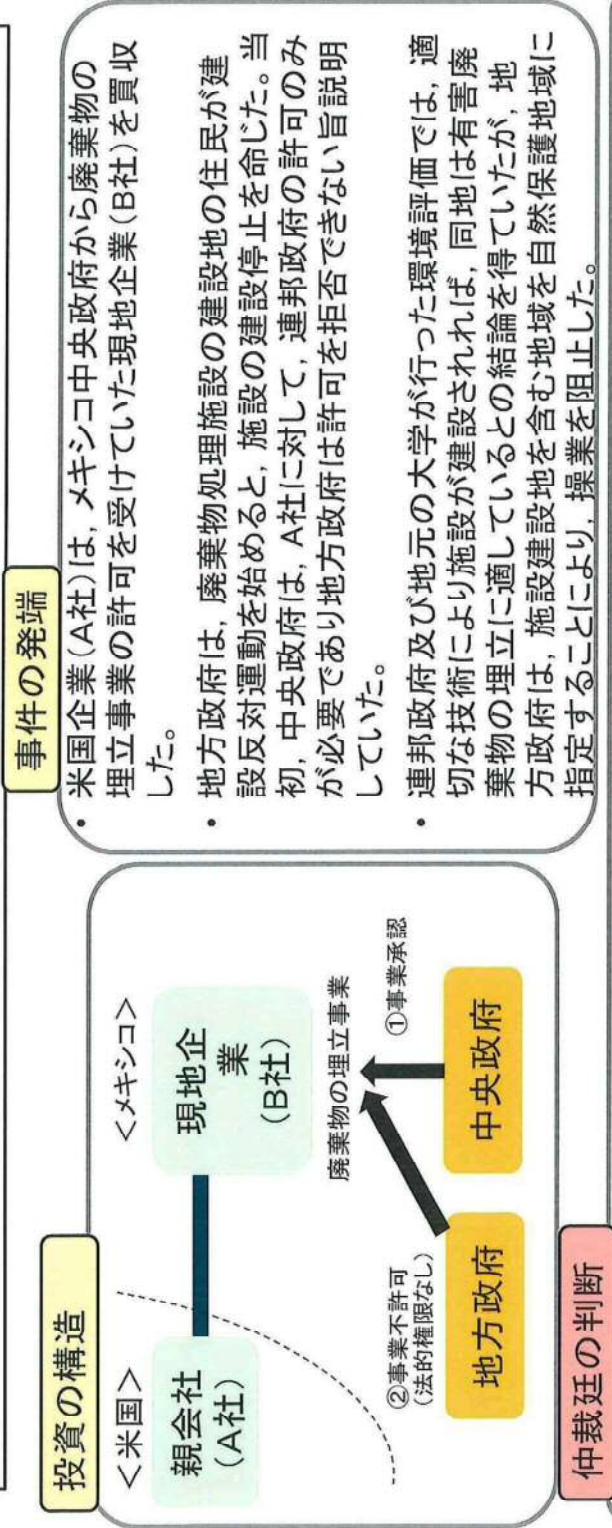 投資の構造
<米国>
<メキシコ>
親会社
(A社)
現地企
業
(B社)
廃棄物の埋立事業
①事業承認
②事業不許可
(法的権限なし)
地方政府
中央政府
事件の発端
• 米国企業(A社)は,メキシコ中央政府から廃棄物の
埋立事業の許可を受けていた現地企業(B社)を買収
した。
• 地方政府は,廃棄物処理施設の建設地の住民が建
設反対運動を始めると,施設の建設停止を命じた。当
初,中央政府は,A社に対して,連邦政府の許可のみ
が必要であり地方政府は許可を拒否できない旨説明
していた。
• 連邦政府及び地元の大学が行った環境評価では,適
切な技術により施設が建設されれば,同地は有害廃
棄物の埋立に適しているとの結論を得ていたが,地
方政府は,施設建設地を含む地域を自然保護地域に
指定することにより,操業を阻止した。
仲裁廷の判断